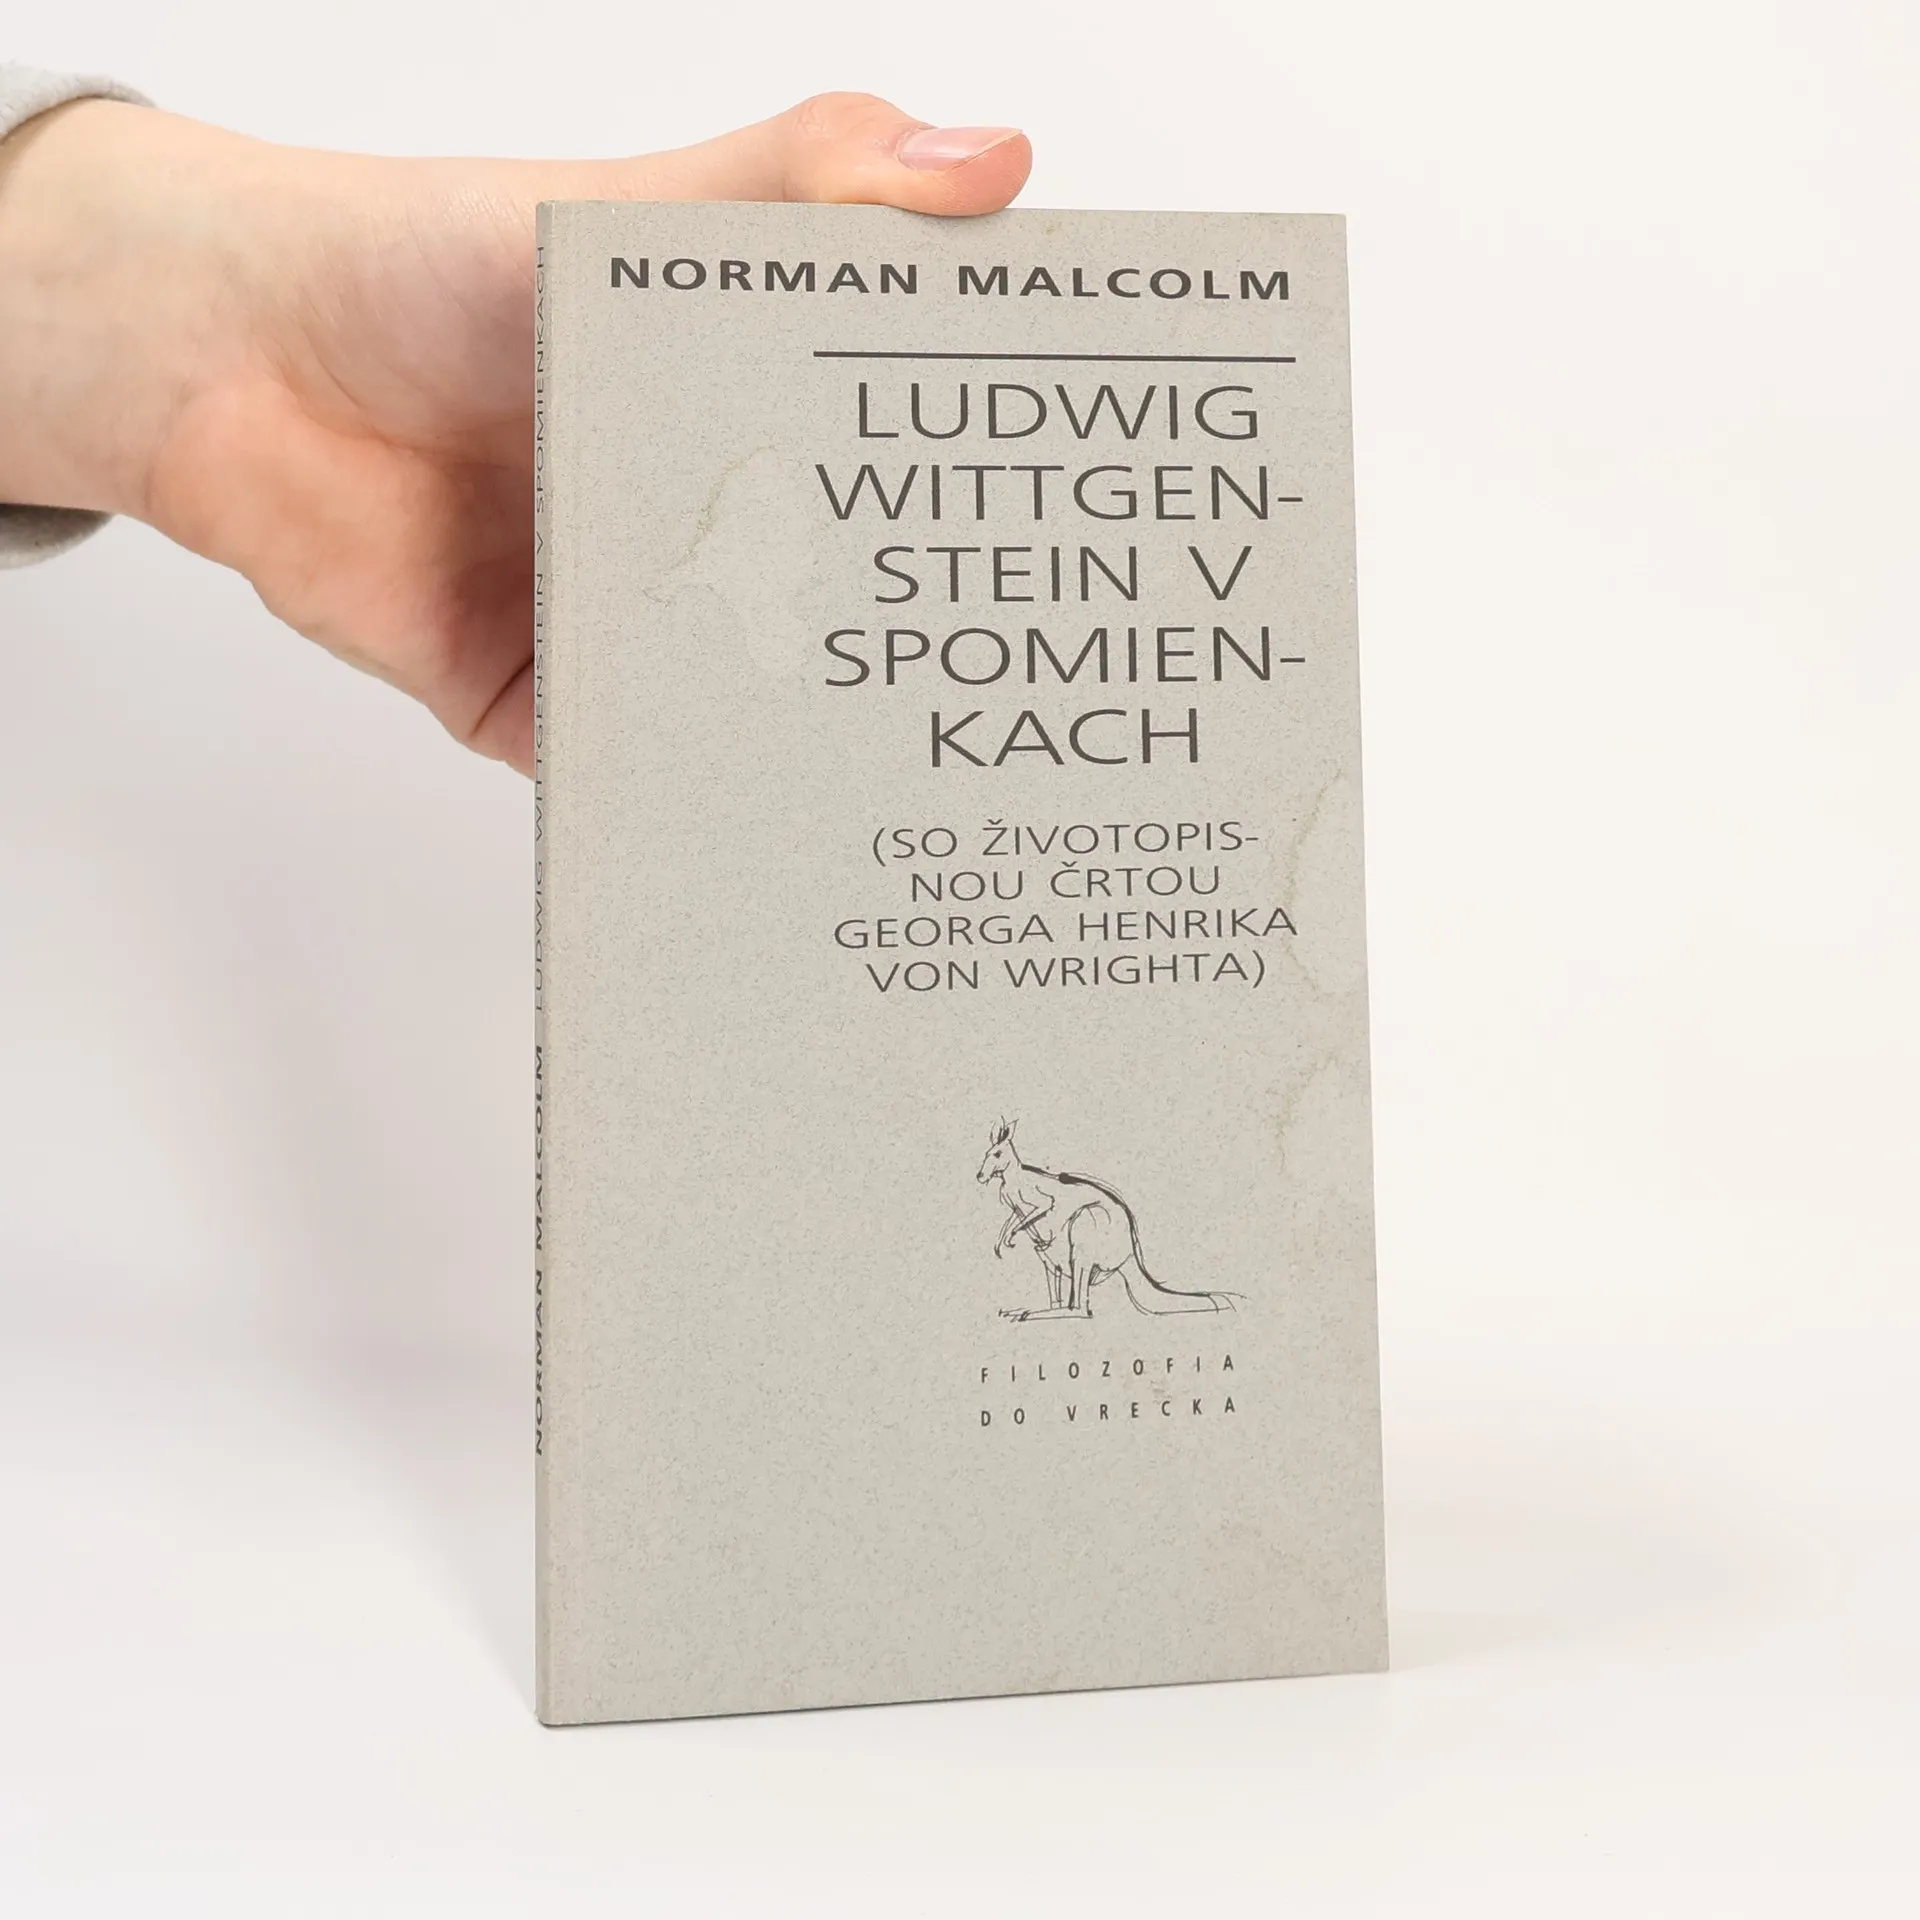 NORMAN MALCOLM
LUDWIG
WITTGEN-
STEIN V
SPOMIEN-
KACH
(SO ŽIVOTOPIS-
NOU ČRTOU
GEORGA HENRIKA
VON WRIGHTA)
FILOZOFIA
DO VRECKA
NORMAN MALCOLM LUDWIG WITTGENSTEIN V SPOMIENKACH